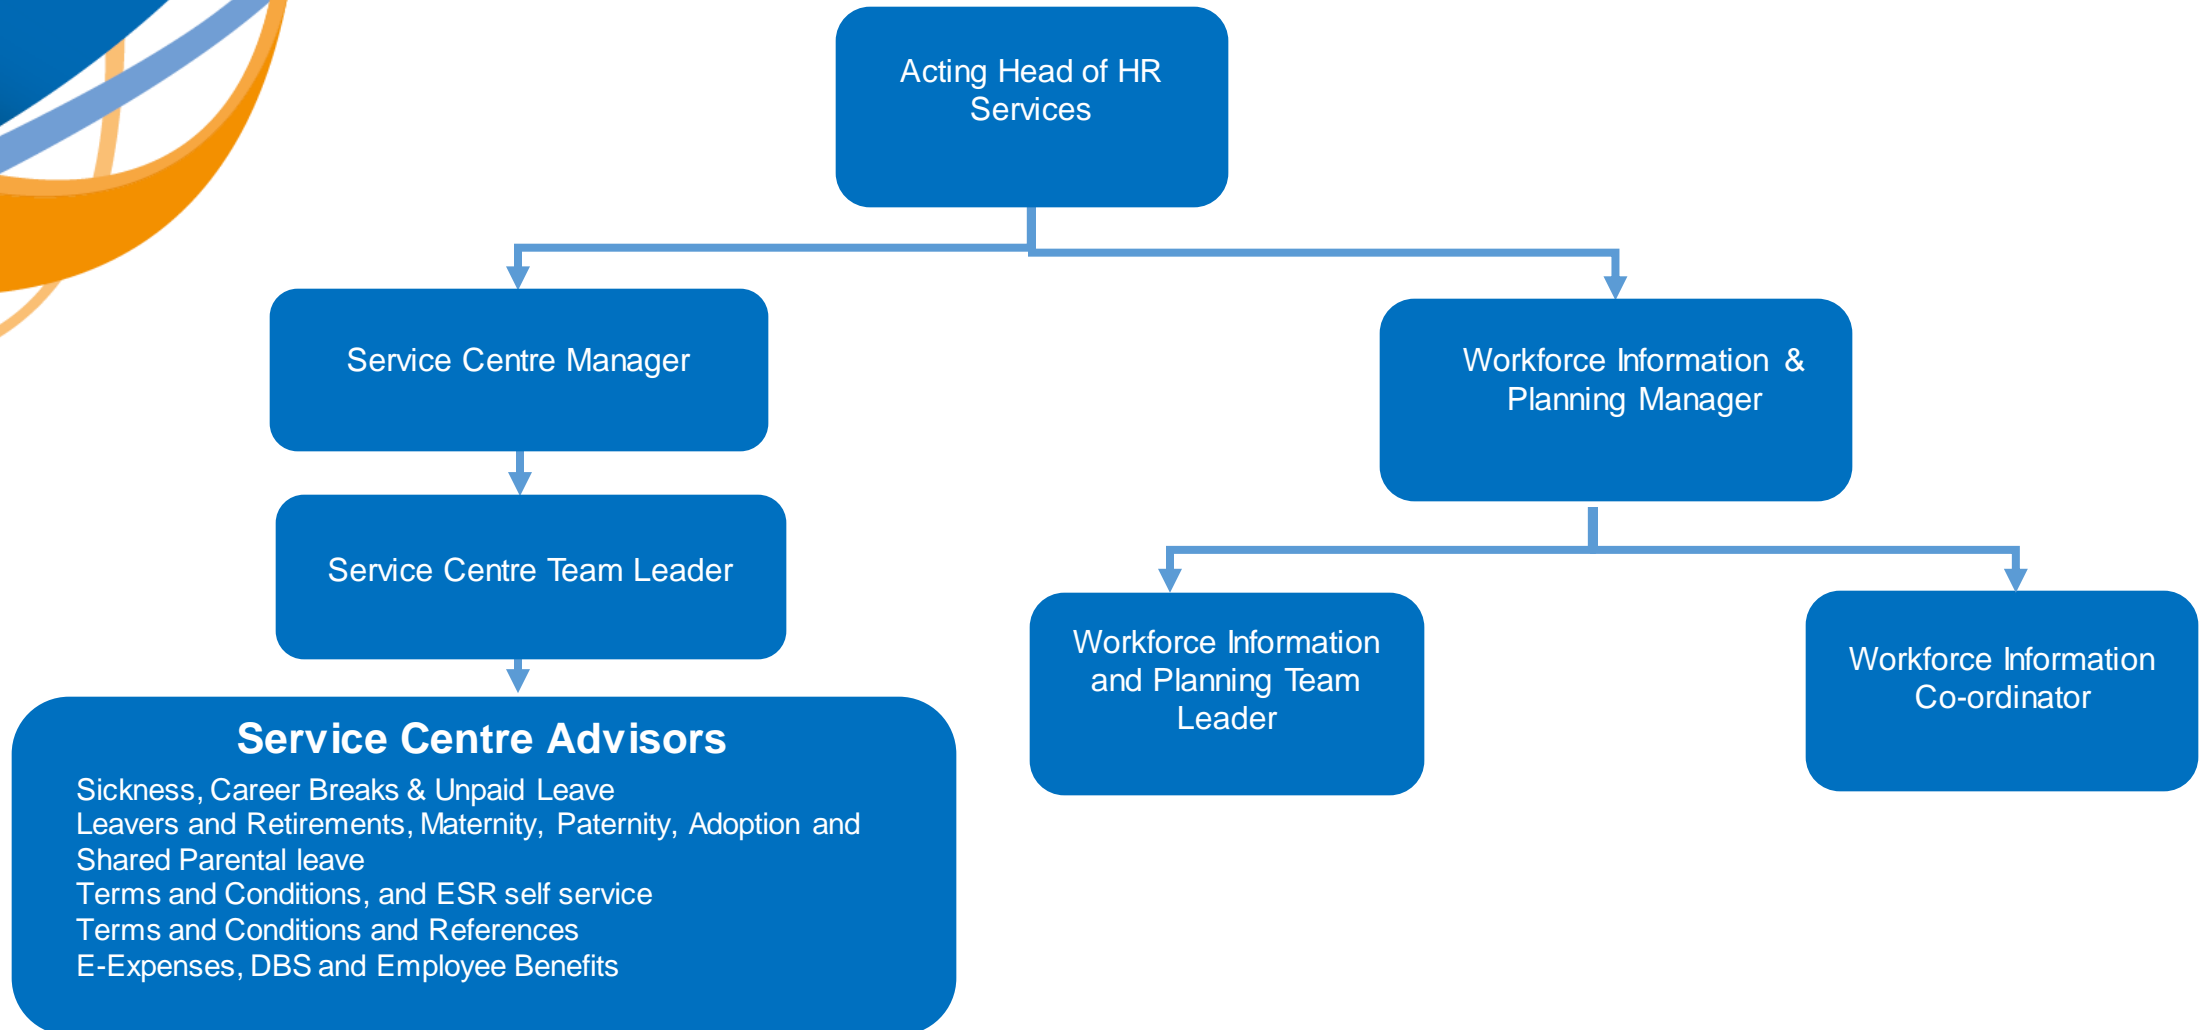 Acting Head of HR
Services
Service Centre Manager
Workforce Information &
Planning Manager
Service Centre Team Leader
Workforce Information
and Planning Team
Leader
Workforce Information
Co-ordinator
Service Centre Advisors
Sickness, Career Breaks & Unpaid Leave
Leavers and Retirements, Maternity, Paternity, Adoption and
Shared Parental leave
Terms and Conditions, and ESR self service
Terms and Conditions and References
E-Expenses, DBS and Employee Benefits